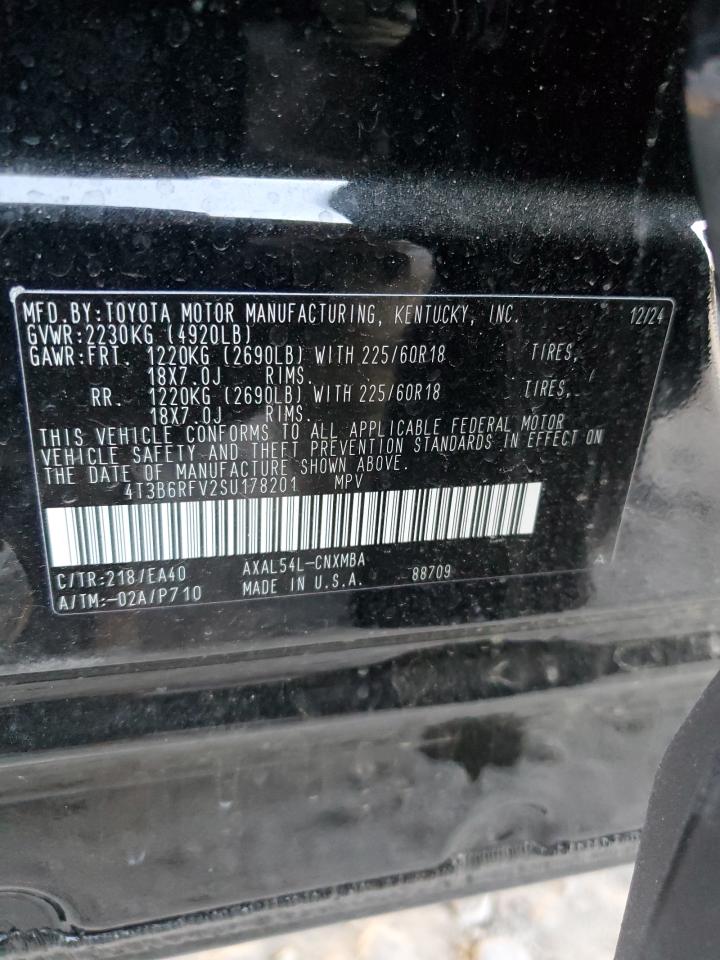 MFD.BY:TOYOTA MOTOR MANUFACTURING, KENTUCKY, INC. 12/24
GVWR:2230KG (4920LB)
GAWR:FRT. 1220KG (2690LB) WITH 225/60R18 TIRES,
18X7.0J RIMS.
RR. 1220KG (2690LB) WITH 225/60R18 TIRES,
18X7.0J RIMS.
THIS VEHICLE CONFORMS TO ALL APPLICABLE FEDERAL MOTOR
VEHICLE SAFETY AND THEFT PREVENTION STANDARDS IN EFFECT ON
THE DATE OF MANUFACTURE SHOWN ABOVE.
4T3B6RFV2SU178201 MPV
C/TR:218/EA40 AXAL54L-CNXMBA 88709 A
A/TM:-02A/P710 MADE IN U.S.A.